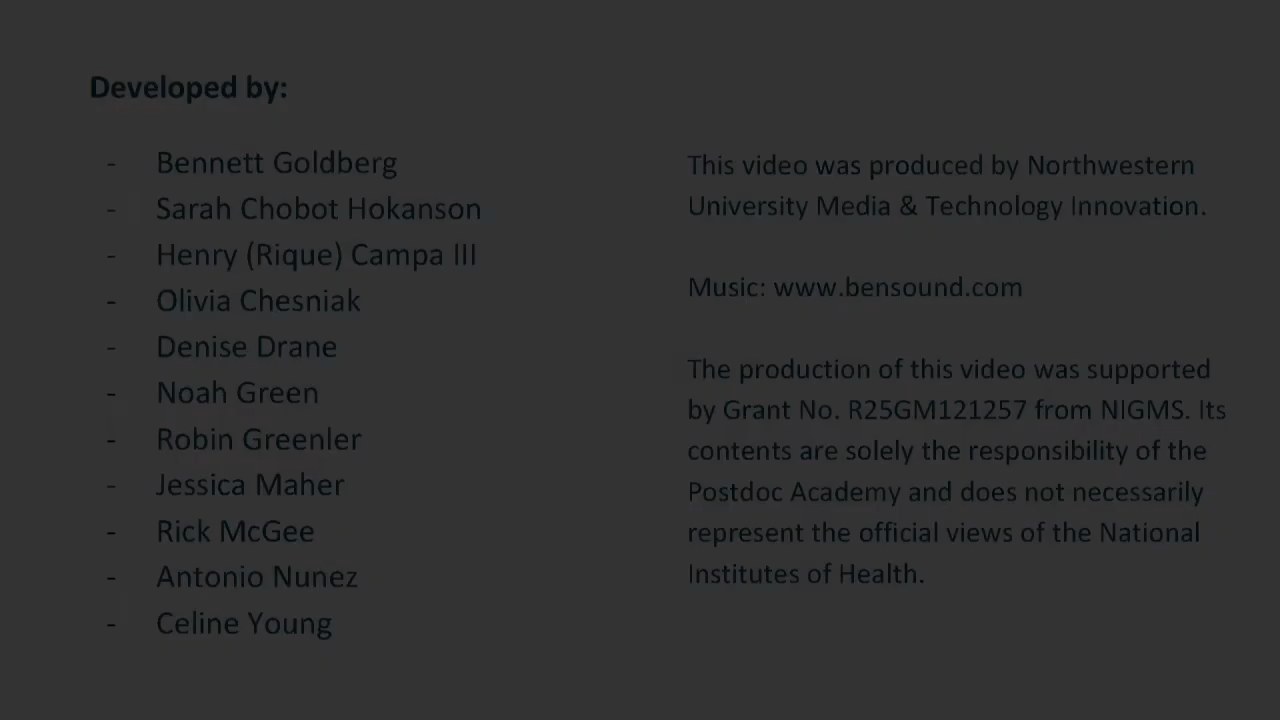 Developed by:
- Bennett Goldberg
- Sarah Chobot Hokanson
- Henry (Rique) Campa III
- Olivia Chesniak
- Denise Drane
- Noah Green
- Robin Greenler
- Jessica Maher
- Rick McGee
- Antonio Nunez
- Celine Young
This video was produced by Northwestern
University Media & Technology Innovation.
Music: www.bensound.com
The production of this video was supported
by Grant No. R25GM121257 from NIGMS. Its
contents are solely the responsibility of the
Postdoc Academy and does not necessarily
represent the official views of the National
Institutes of Health.